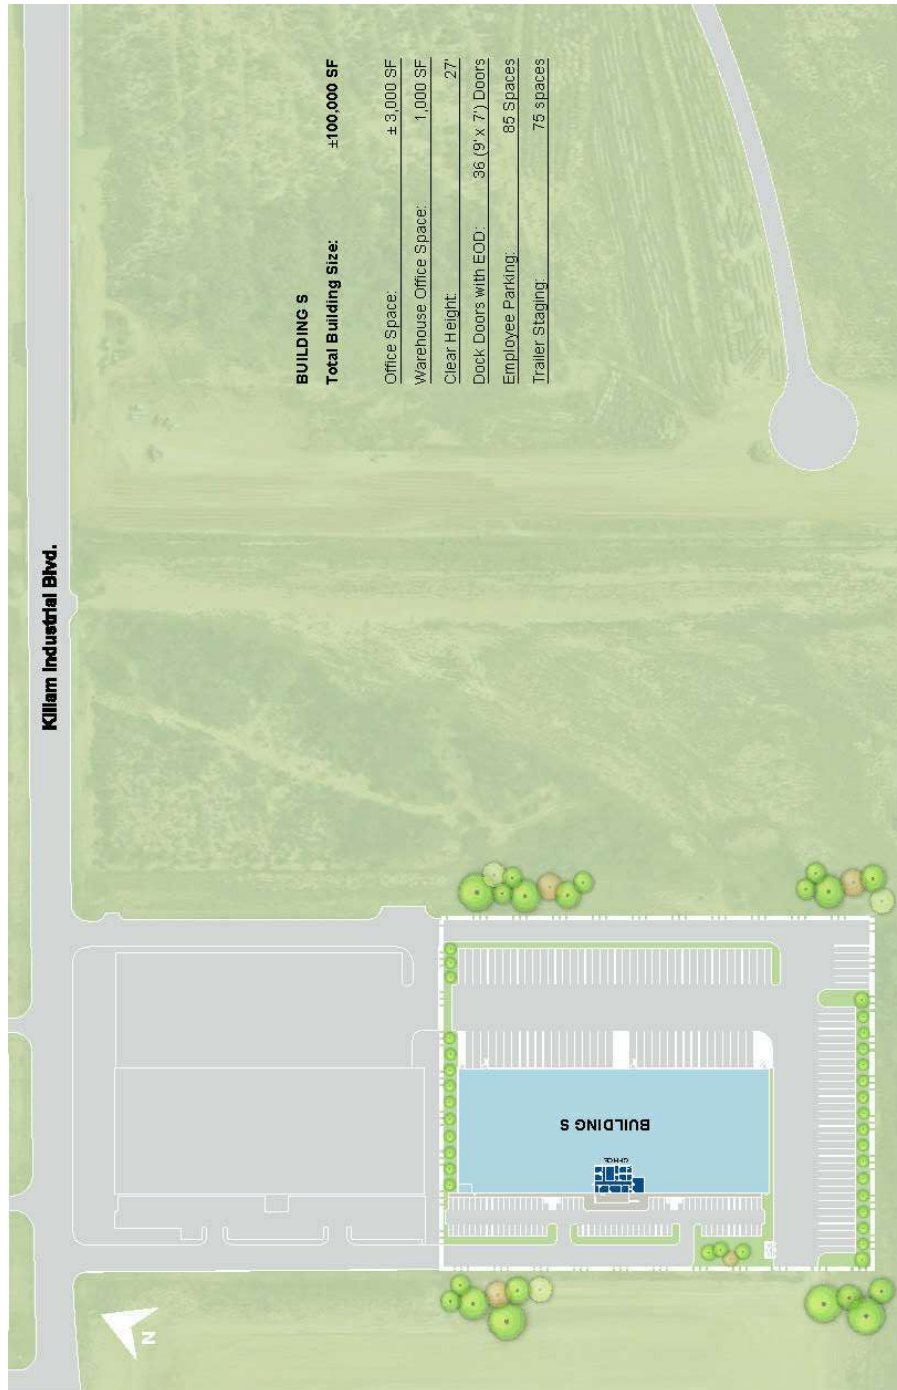 BUILDING S
Total Building Size: ±100,000 SF
Office Space: ± 3,000 SF
Warehouse Office Space: 1,000 SF
Clear Height: 27'
Dock Doors with EOD: 36 (9' x 7') Doors
Employee Parking: 85 Spaces
Trailer Staging: 75 spaces
Killam Industrial Blvd.
BUILDING S
OFFICE
N